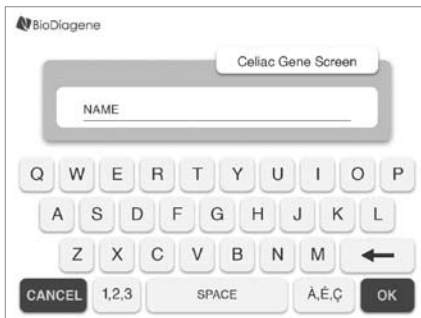 BioDiagene
Celiac Gene Screen
NAME
Q W E R T Y U I O P
A S D F G H J K L
Z X C V B N M
CANCEL 1,2,3 SPACE À,É,Ç OK